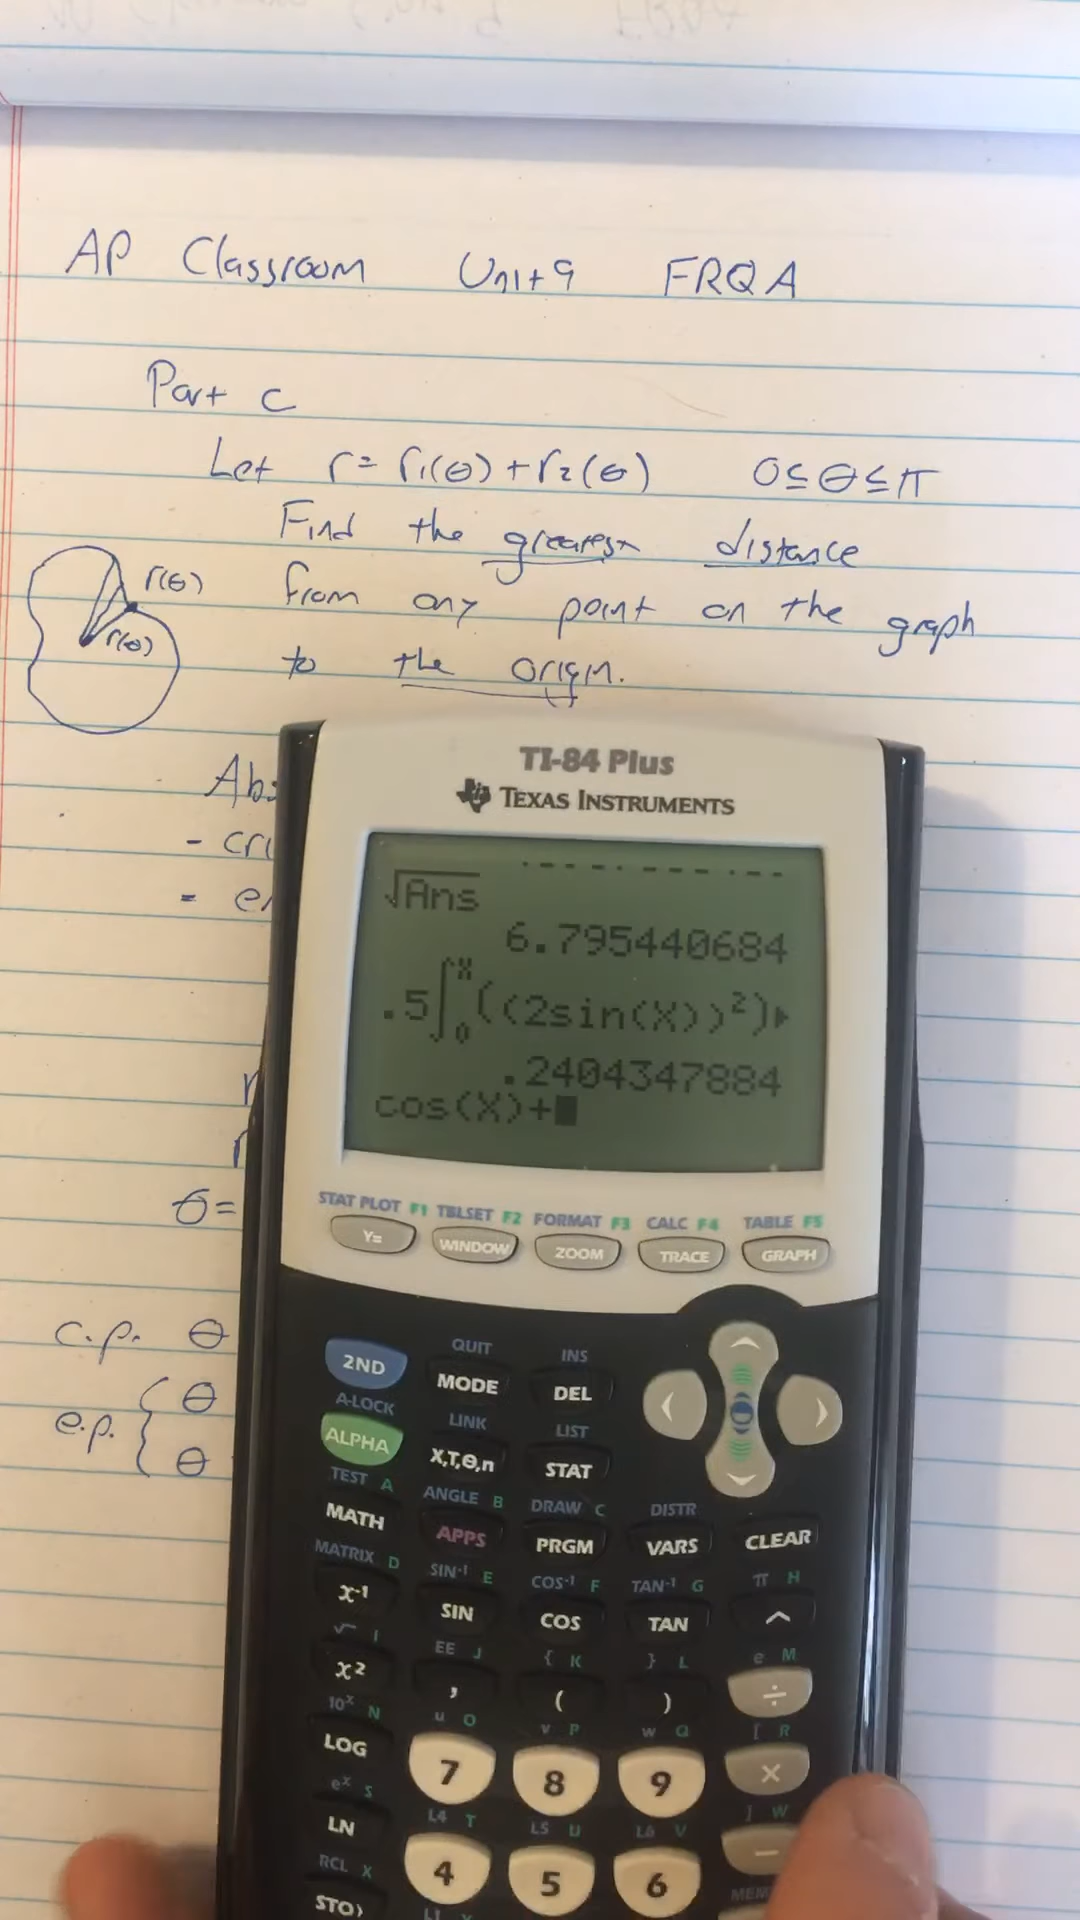 AP Classroom Unit 9 FRQ A
Part C
Let r = r₁(θ) + r₂(θ) 0 ≤ θ ≤ π
Find the greatest distance
r(θ) from any point on the graph
r(θ) to the origin.
TI-84 Plus
TEXAS INSTRUMENTS
Abs
- cri
√Ans
6.795440684
.5∫₀ˣ((2sin(X))²)▶
.2404347884
cos(X)+
r
r
θ=
STAT PLOT F1 TBLSET F2 FORMAT F3 CALC F4 TABLE F5
Y= WINDOW ZOOM TRACE GRAPH
c.p. θ
e.p. { θ
θ
QUIT INS
2ND MODE DEL
A-LOCK LINK LIST
ALPHA X,T,θ,n STAT
TEST A ANGLE B DRAW C DISTR
MATH APPS PRGM VARS CLEAR
MATRIX D SIN⁻¹ E COS⁻¹ F TAN⁻¹ G π H
x⁻¹ SIN COS TAN ^
√ I EE J { K } L e M
x² , ( ) ÷
10ˣ N u O v P w Q [ R
LOG 7 8 9 ×
eˣ S L4 T L5 U L6 V ] W
LN 4 5 6 −
RCL X MEM
STO›
L1